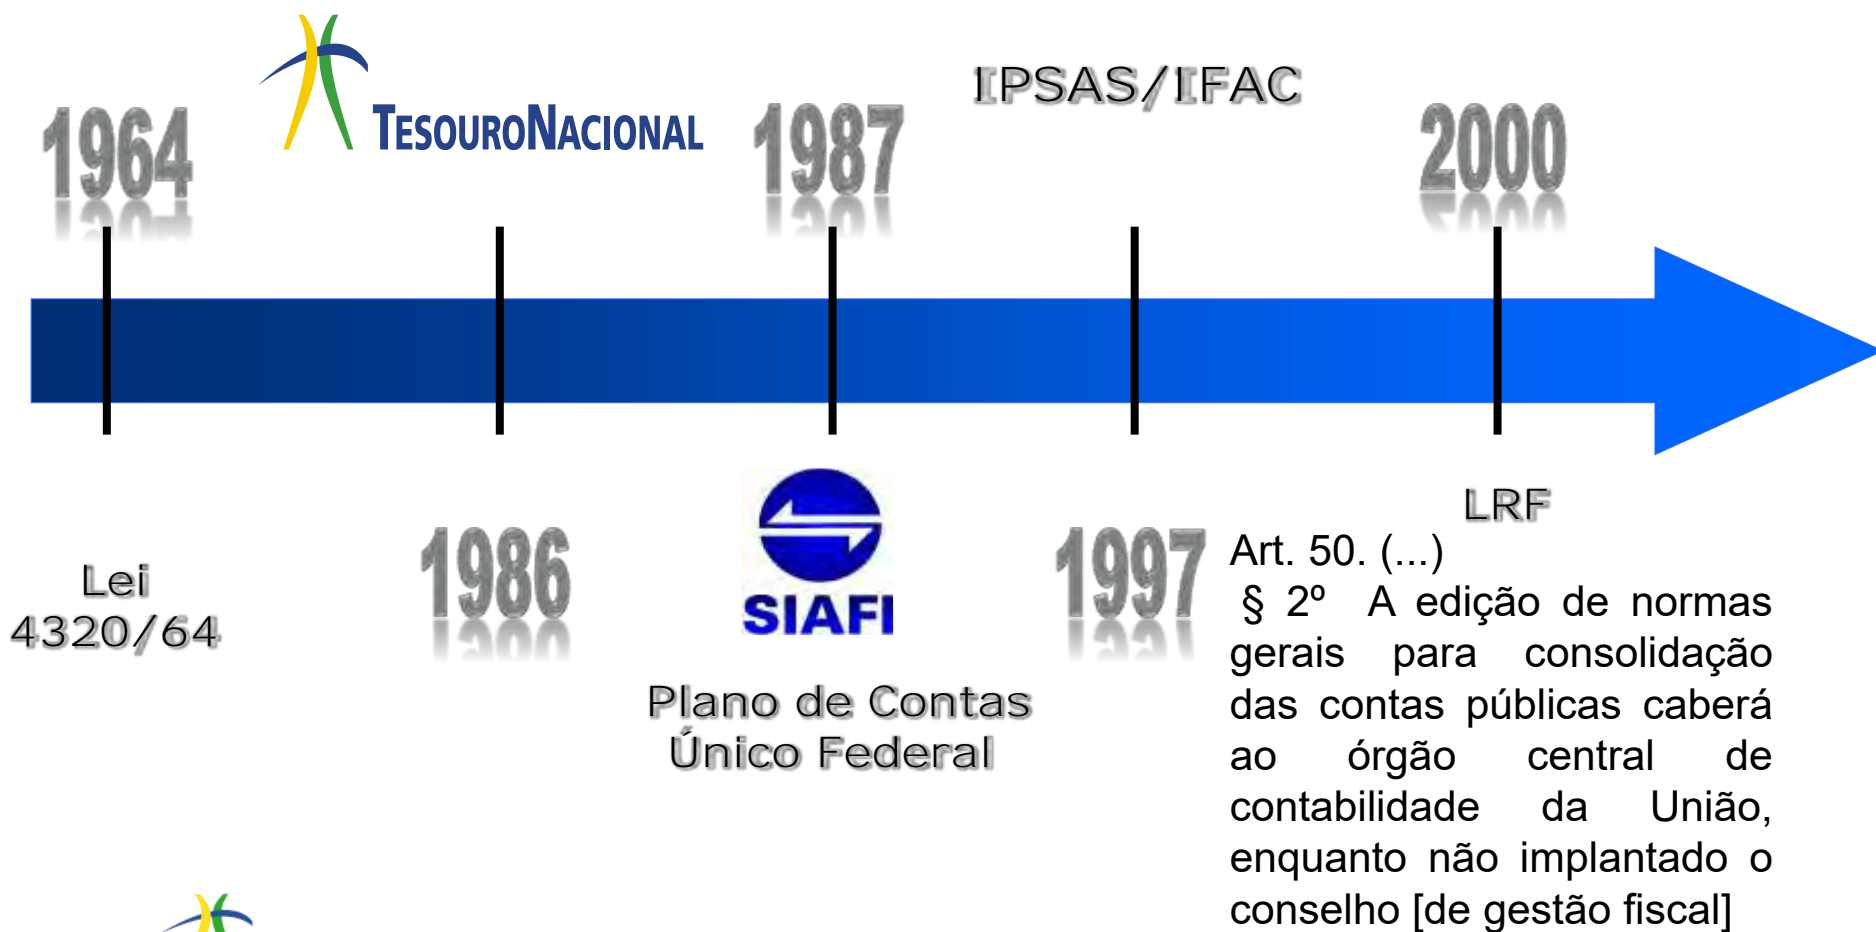 1964
TESOURONACIONAL
1987
IPSAS/IFAC
2000
Lei
4320/64
1986
SIAFI
Plano de Contas
Único Federal
1997
LRF
Art. 50. (...)
§ 2º A edição de normas
gerais para consolidação
das contas públicas caberá
ao órgão central de
contabilidade da União,
enquanto não implantado o
conselho [de gestão fiscal]